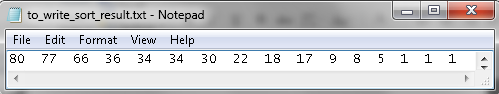 to_write_sort_result.txt - Notepad
File Edit Format View Help
80 77 66 36 34 34 30 22 18 17 9 8 5 1 1 1